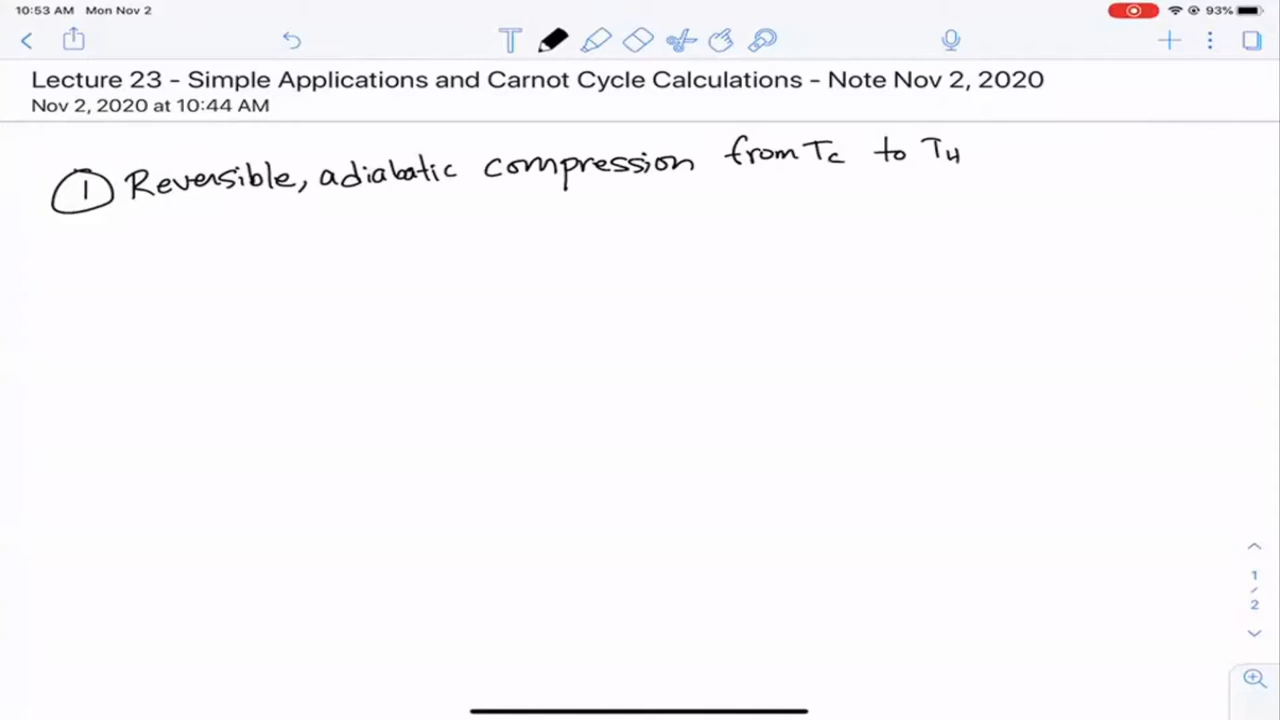 10:53 AM Mon Nov 2
93%
T
Lecture 23 - Simple Applications and Carnot Cycle Calculations - Note Nov 2, 2020
Nov 2, 2020 at 10:44 AM
① Reversible, adiabatic compression from Tc to TH
1
/
2